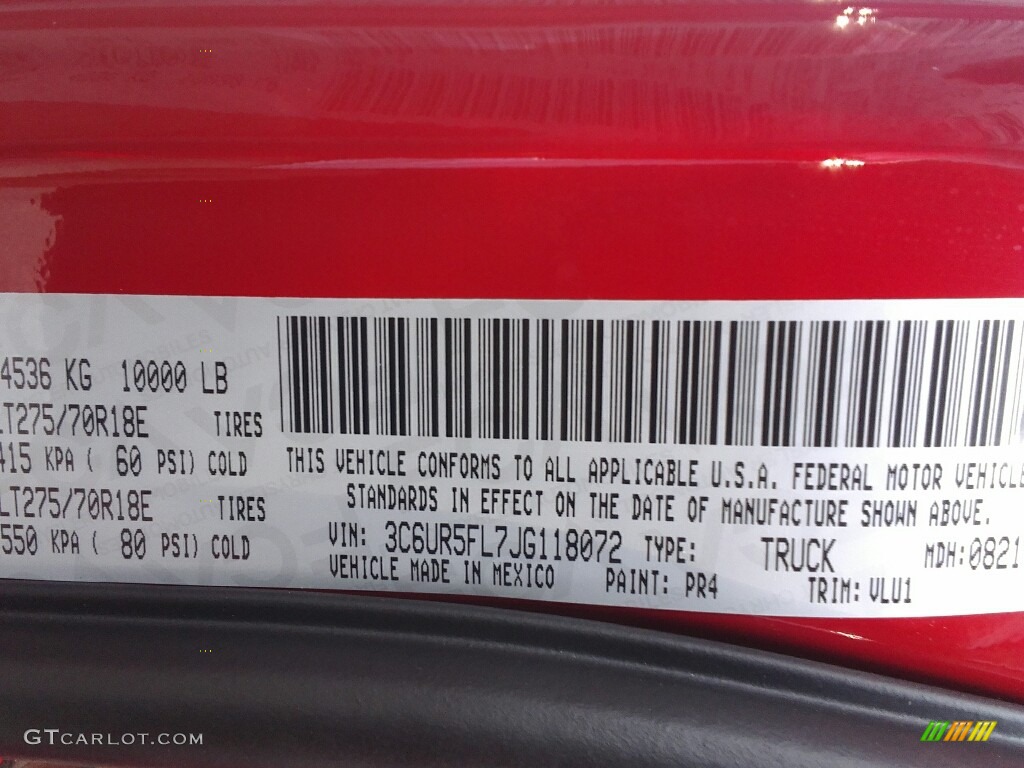 4536 KG 10000 LB
LT275/70R18E TIRES
415 KPA ( 60 PSI) COLD
LT275/70R18E TIRES
550 KPA ( 80 PSI) COLD
THIS VEHICLE CONFORMS TO ALL APPLICABLE U.S.A. FEDERAL MOTOR VEHICLE
STANDARDS IN EFFECT ON THE DATE OF MANUFACTURE SHOWN ABOVE.
VIN: 3C6UR5FL7JG118072 TYPE: TRUCK MDH:0821
VEHICLE MADE IN MEXICO PAINT: PR4 TRIM: VLU1
GTCARLOT.COM